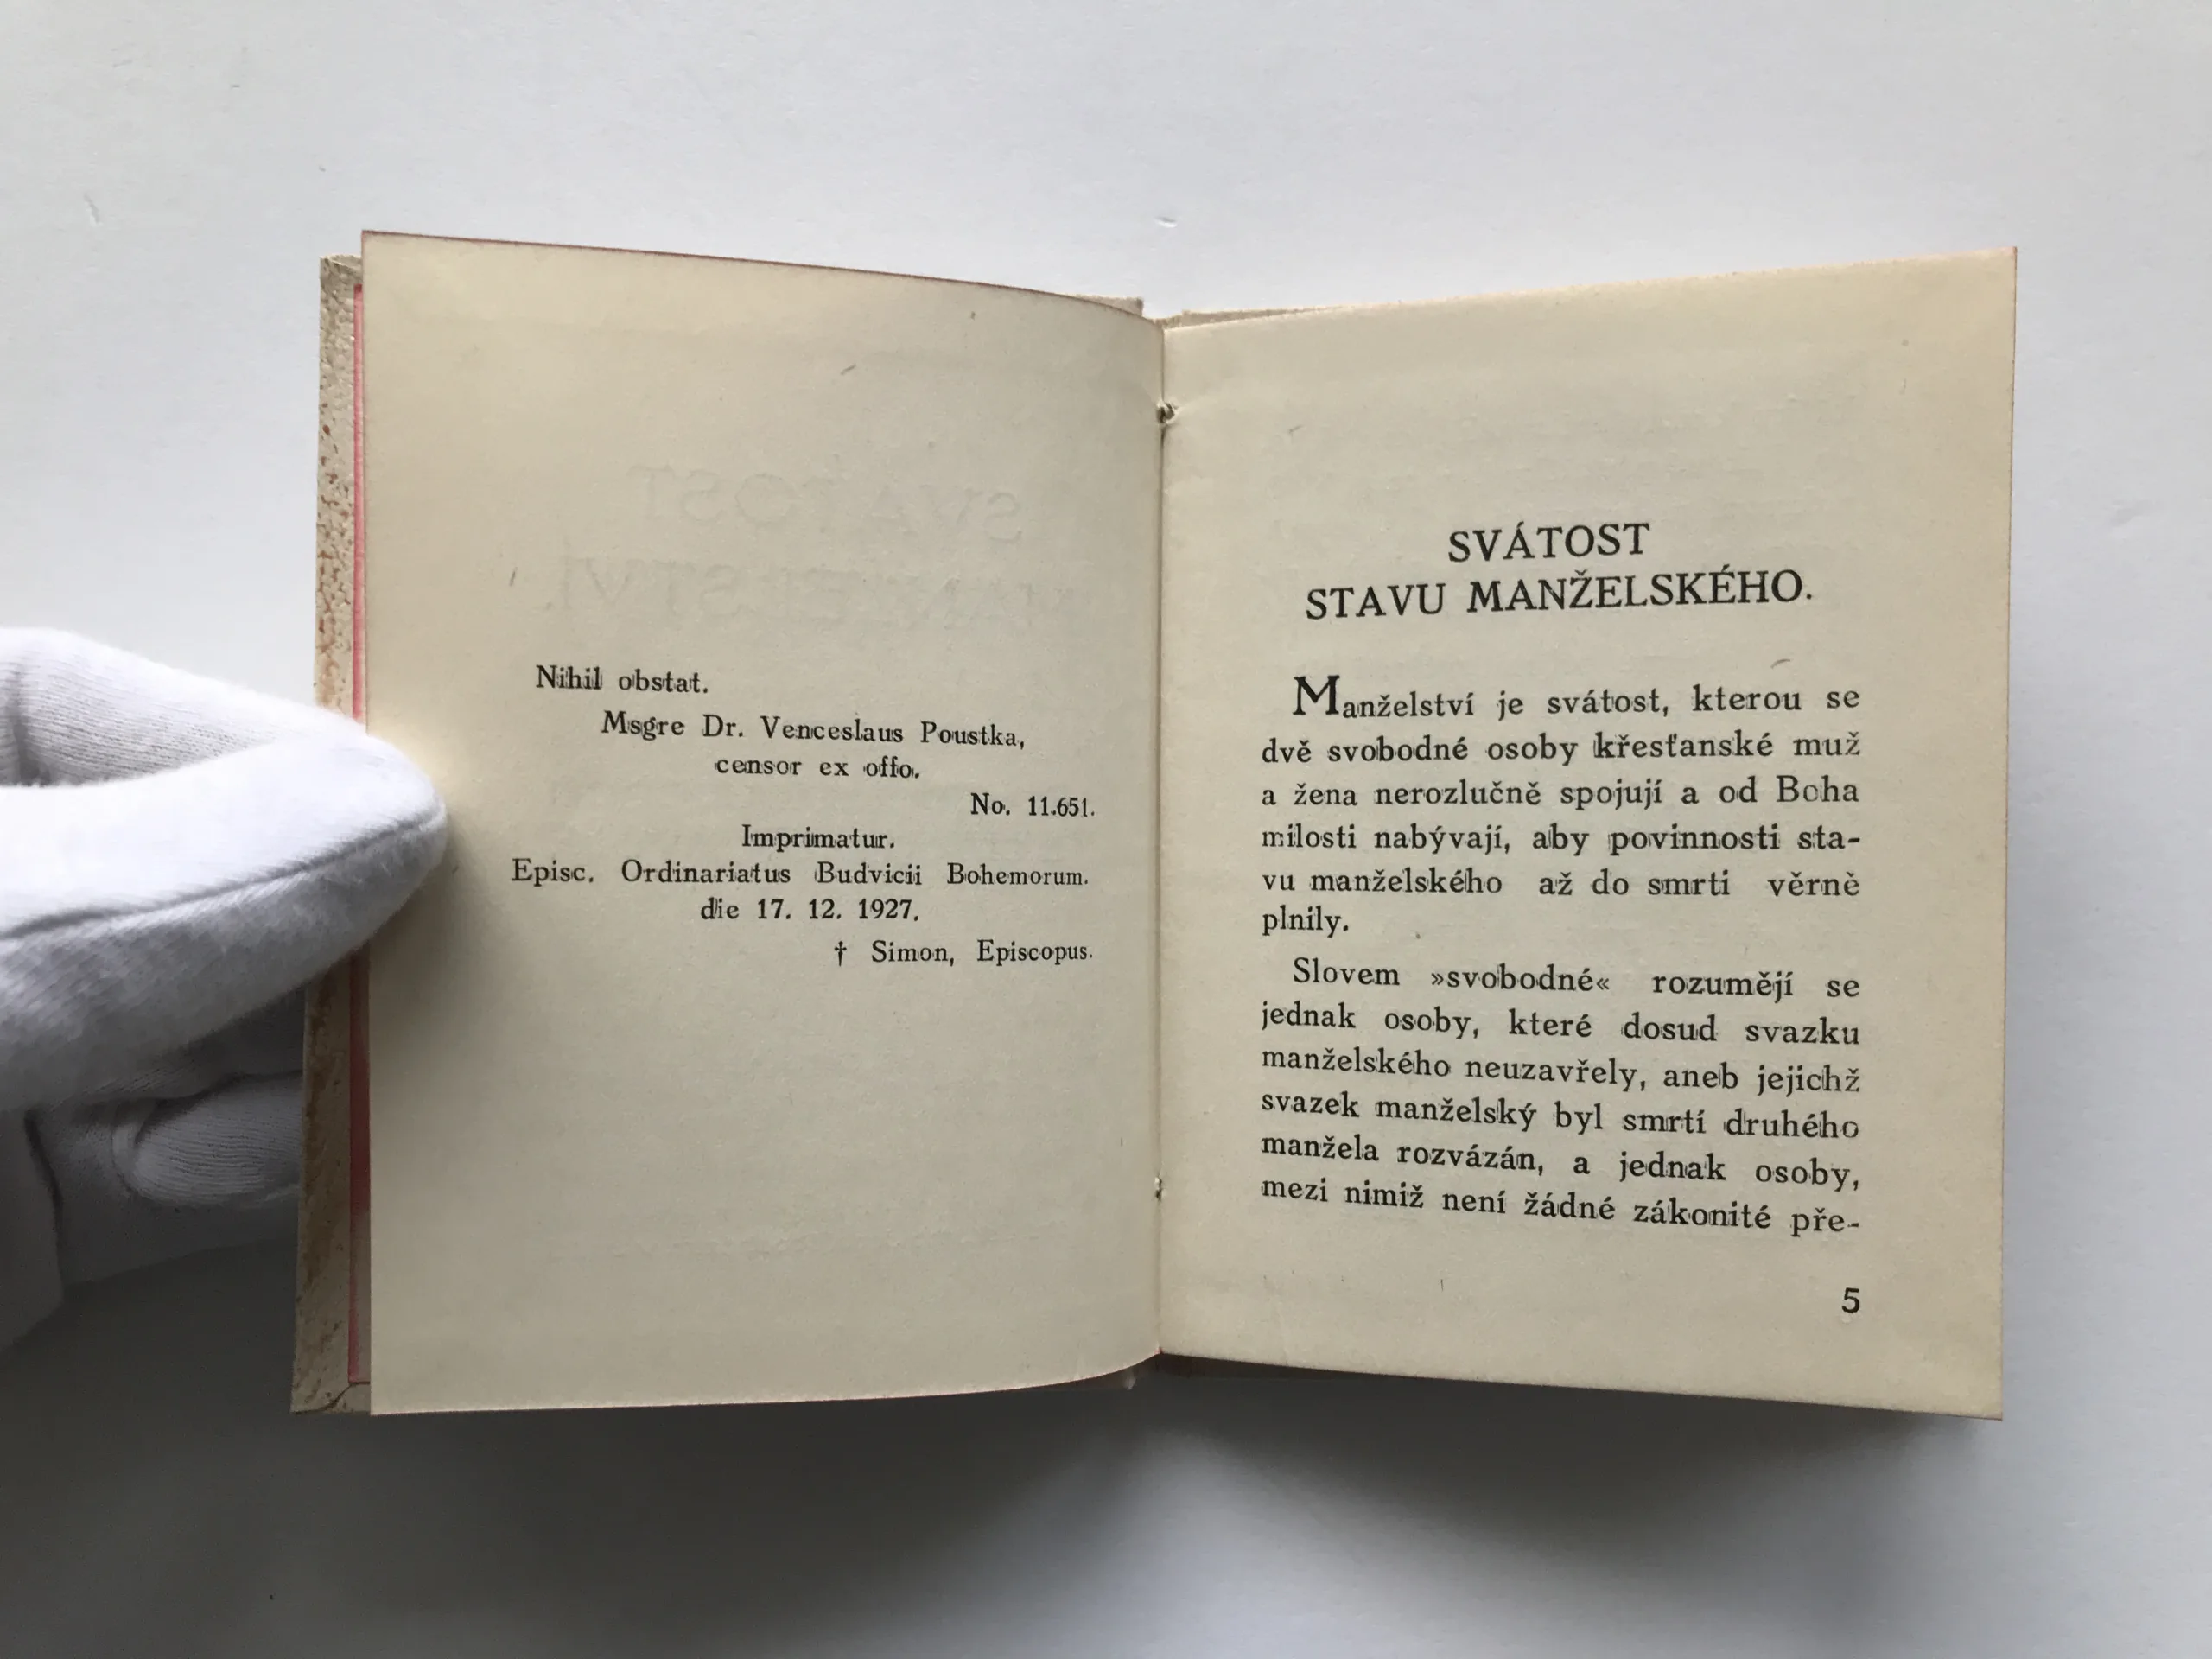 Nihil obstat.
Msgre Dr. Venceslaus Poustka,
censor ex offo.
No. 11.651.
Imprimatur.
Episc. Ordinariatus Budvicii Bohemorum.
die 17. 12. 1927.
† Simon, Episcopus.
SVÁTOST
STAVU MANŽELSKÉHO.
Manželství je svátost, kterou se
dvě svobodné osoby křesťanské muž
a žena nerozlučně spojují a od Boha
milosti nabývají, aby povinnosti sta-
vu manželského až do smrti věrně
plnily.
Slovem »svobodné« rozumějí se
jednak osoby, které dosud svazku
manželského neuzavřely, aneb jejichž
svazek manželský byl smrtí druhého
manžela rozvázán, a jednak osoby,
mezi nimiž není žádné zákonité pře-
5